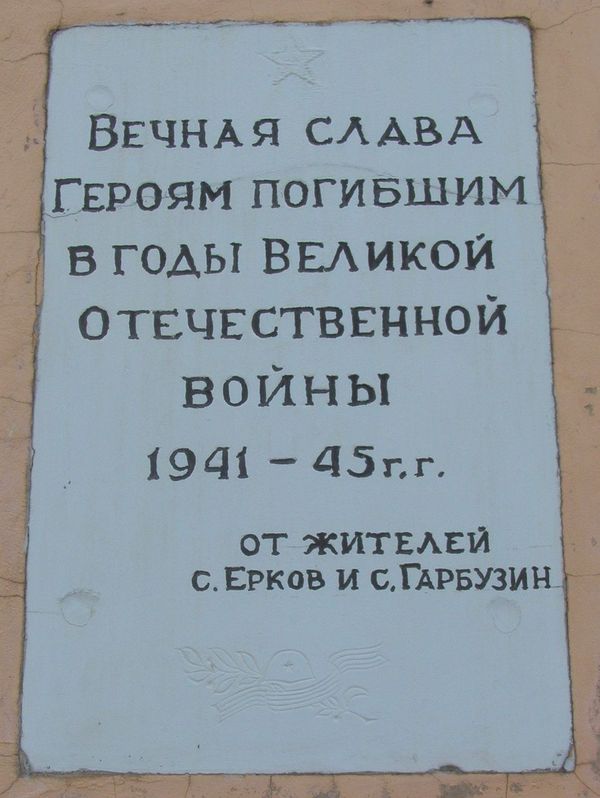 Вечная слава
Героям погибшим
в годы Великой
Отечественной
войны
1941 – 45г.г.
от жителей
с. Ерков и с. Гарбузин